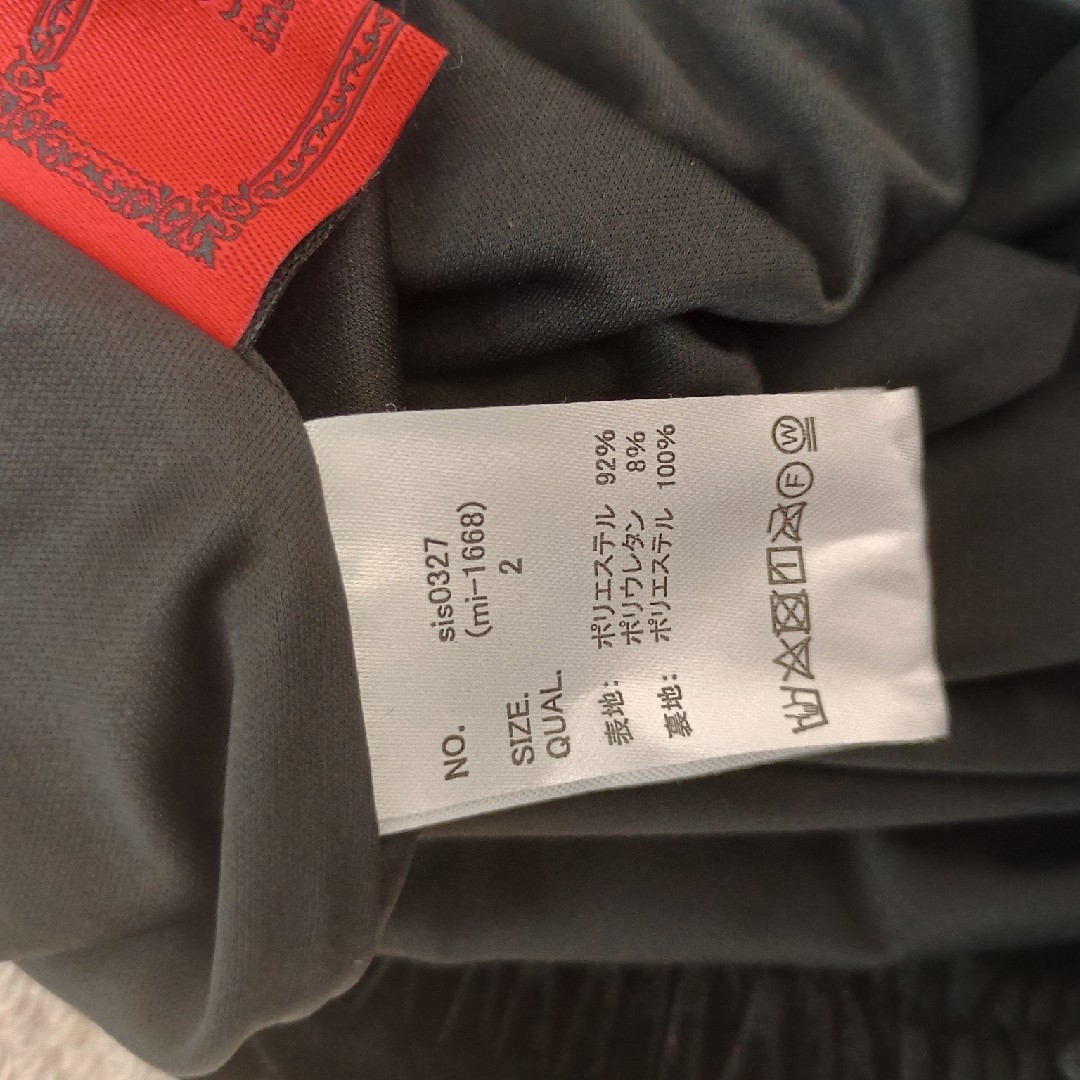 NO. sis0327
(mi-1668)
SIZE. 2
QUAL.
表地: ポリエステル 92%
ポリウレタン 8%
裏地: ポリエステル 100%
F W